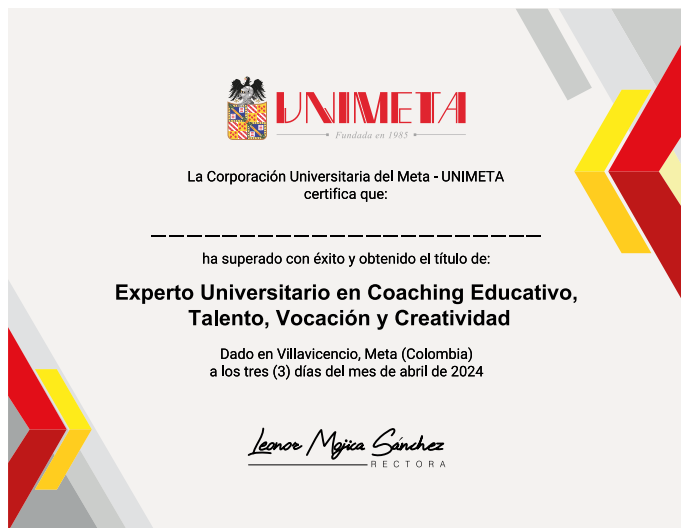 UNIMETA
Fundada en 1985
La Corporación Universitaria del Meta - UNIMETA
certifica que:
ha superado con éxito y obtenido el título de:
Experto Universitario en Coaching Educativo,
Talento, Vocación y Creatividad
Dado en Villavicencio, Meta (Colombia)
a los tres (3) días del mes de abril de 2024
Leonor Mojica Sánchez
RECTORA